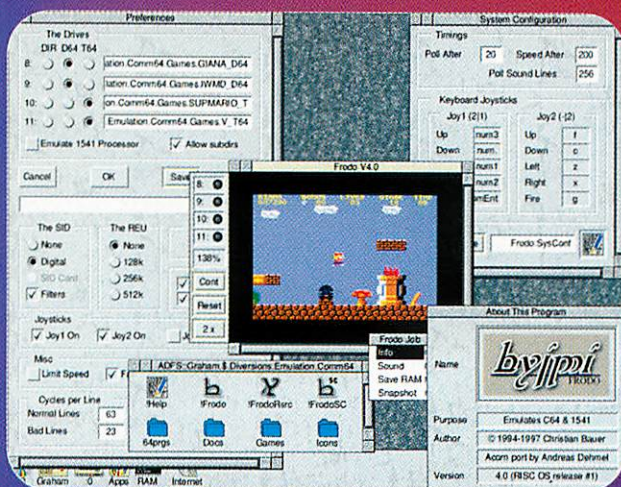 Preferences
The Drives
DIR D64 T64
8:
ation.Comm64.Games.GIANA_D64
9:
lation.Comm64.Games.IWMD_D64
10:
on.Comm64.Games.SUPMARIO_T
11:
Emulation.Comm64.Games.V_T64
Emulate 1541 Processor
Allow subdirs
Cancel
OK
Save
The SID
None
Digital
SID Card
Filters
The REU
None
128k
256k
512k
Joysticks
Joy1 On
Joy2 On
Misc
Limit Speed
Cycles per Line
Normal Lines
63
Bad Lines
23
System Configuration
Timings
Poll After
20
Speed After
200
Poll Sound Lines
256
Keyboard Joysticks
Joy1 (2|1)
Up
num3
Down
num.
num1
num2
mEnt
Joy2 (-|2)
Up
f
Down
c
Left
z
Right
x
Fire
g
Frodo SysConf
Frodo V4.0
8:
9:
10:
11:
138%
Cont
Reset
2 x
Frodo Job
Info
Sound
Save RAM
Snapshot
ADFS::Graham.$.Diversions.Emulation.Comm64
!Help
!Frodo
!FrodoRsrc
!FrodoSC
64prgs
Docs
Games
Icons
About This Program
Name
byjpí
FRODO
Purpose
Emulates C64 & 1541
Author
© 1994-1997 Christian Bauer
Acorn port by Andreas Dehmel
Version
4.0 (RISC OS release #1)
Graham
0
Apps
RAM
Internet